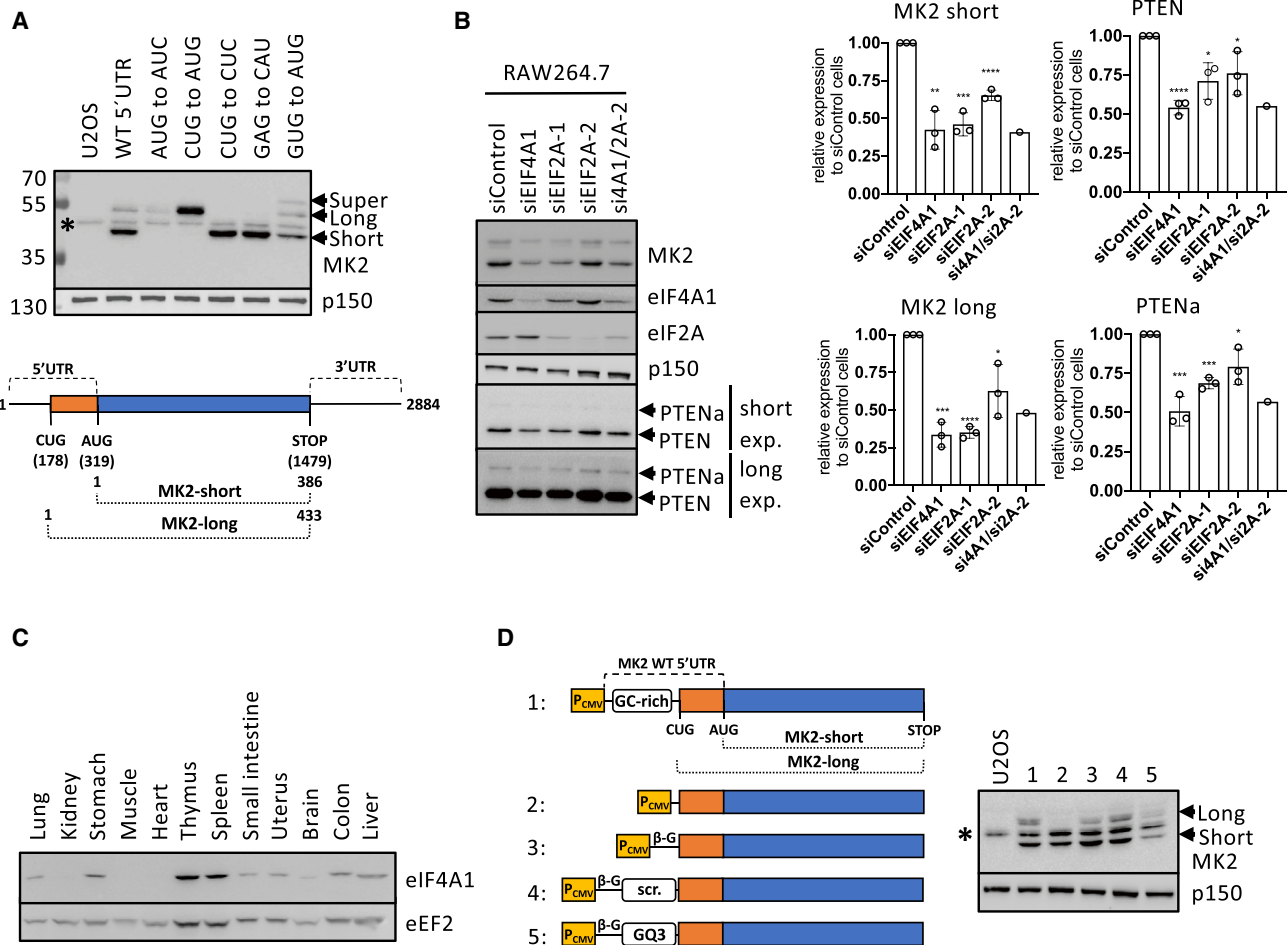 A
U2OS
WT 5´UTR
AUG to AUC
CUG to AUG
CUG to CUC
GAG to CAU
GUG to AUG
70
55
*
35
130
Super
Long
Short
MK2
p150
5'UTR
3'UTR
1
2884
CUG
(178)
AUG
(319)
STOP
(1479)
1
386
MK2-short
1
433
MK2-long
B
RAW264.7
siControl
siEIF4A1
siEIF2A-1
siEIF2A-2
si4A1/2A-2
MK2
eIF4A1
eIF2A
p150
PTENa
PTEN
short
exp.
PTENa
PTEN
long
exp.
MK2 short
relative expression
to siControl cells
1.00
0.75
0.50
0.25
0.00
**
***
****
siControl
siEIF4A1
siEIF2A-1
siEIF2A-2
si4A1/si2A-2
PTEN
relative expression
to siControl cells
1.00
0.75
0.50
0.25
0.00
****
*
*
siControl
siEIF4A1
siEIF2A-1
siEIF2A-2
si4A1/si2A-2
MK2 long
relative expression
to siControl cells
1.00
0.75
0.50
0.25
0.00
***
****
*
siControl
siEIF4A1
siEIF2A-1
siEIF2A-2
si4A1/si2A-2
PTENa
relative expression
to siControl cells
1.00
0.75
0.50
0.25
0.00
***
***
*
siControl
siEIF4A1
siEIF2A-1
siEIF2A-2
si4A1/si2A-2
C
Lung
Kidney
Stomach
Muscle
Heart
Thymus
Spleen
Small intestine
Uterus
Brain
Colon
Liver
eIF4A1
eEF2
D
MK2 WT 5'UTR
1:
PCMV
GC-rich
CUG
AUG
STOP
MK2-short
MK2-long
2:
PCMV
3:
PCMV
β-G
4:
PCMV
β-G
scr.
5:
PCMV
β-G
GQ3
U2OS
1 2 3 4 5
*
Long
Short
MK2
p150